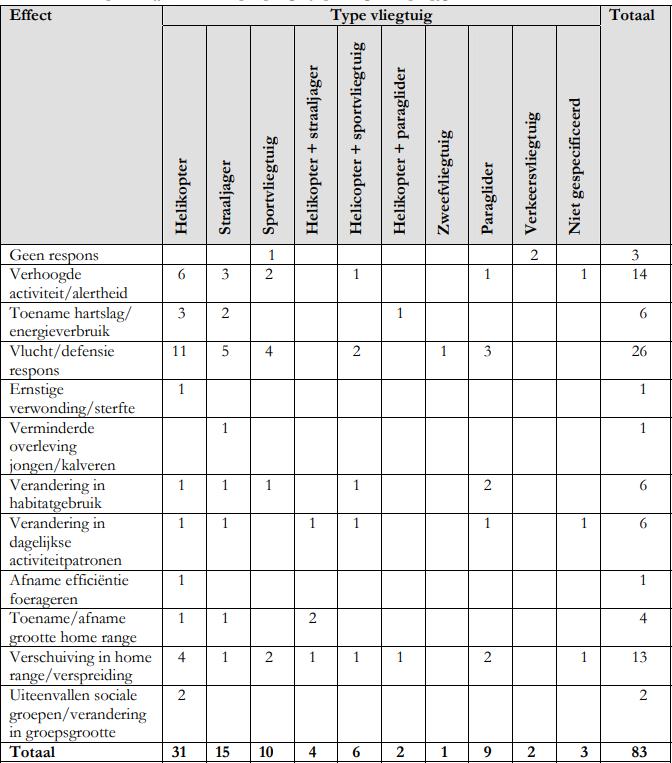 Effect Type vliegtuig Totaal
Helikopter
Straaljager
Sportvliegtuig
Helikopter + straaljager
Helicopter + sportvliegtuig
Helikopter + paraglider
Zweefvliegtuig
Paraglider
Verkeersvliegtuig
Niet gespecificeerd
Geen respons 1 2 3
Verhoogde 6 3 2 1 1 1 14
activiteit/alertheid
Toename hartslag/ 3 2 1 6
energieverbruik
Vlucht/defensie 11 5 4 2 1 3 26
respons
Ernstige 1 1
verwonding/sterfte
Verminderde 1 1
overleving
jongen/kalveren
Verandering in 1 1 1 1 2 6
habitatgebruik
Verandering in 1 1 1 1 1 1 6
dagelijkse
activiteitpatronen
Afname efficiëntie 1 1
foerageren
Toename/afname 1 1 2 4
grootte home range
Verschuiving in home 4 1 2 1 1 1 2 1 13
range/verspreiding
Uiteenvallen sociale 2 2
groepen/verandering
in groepsgrootte
Totaal 31 15 10 4 6 2 1 9 2 3 83